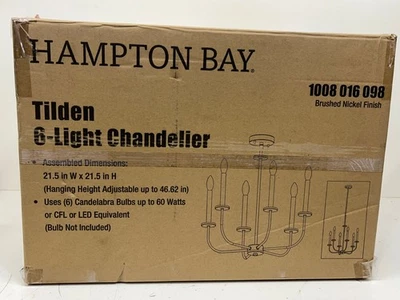 HAMPTON BAY®
1008 016 098
Brushed Nickel Finish
Tilden
6-Light Chandelier
• Assembled Dimensions:
21.5 in W x 21.5 in H
(Hanging Height Adjustable up to 46.62 in)
• Uses (6) Candelabra Bulbs up to 60 Watts
or CFL or LED Equivalent
(Bulb Not Included)